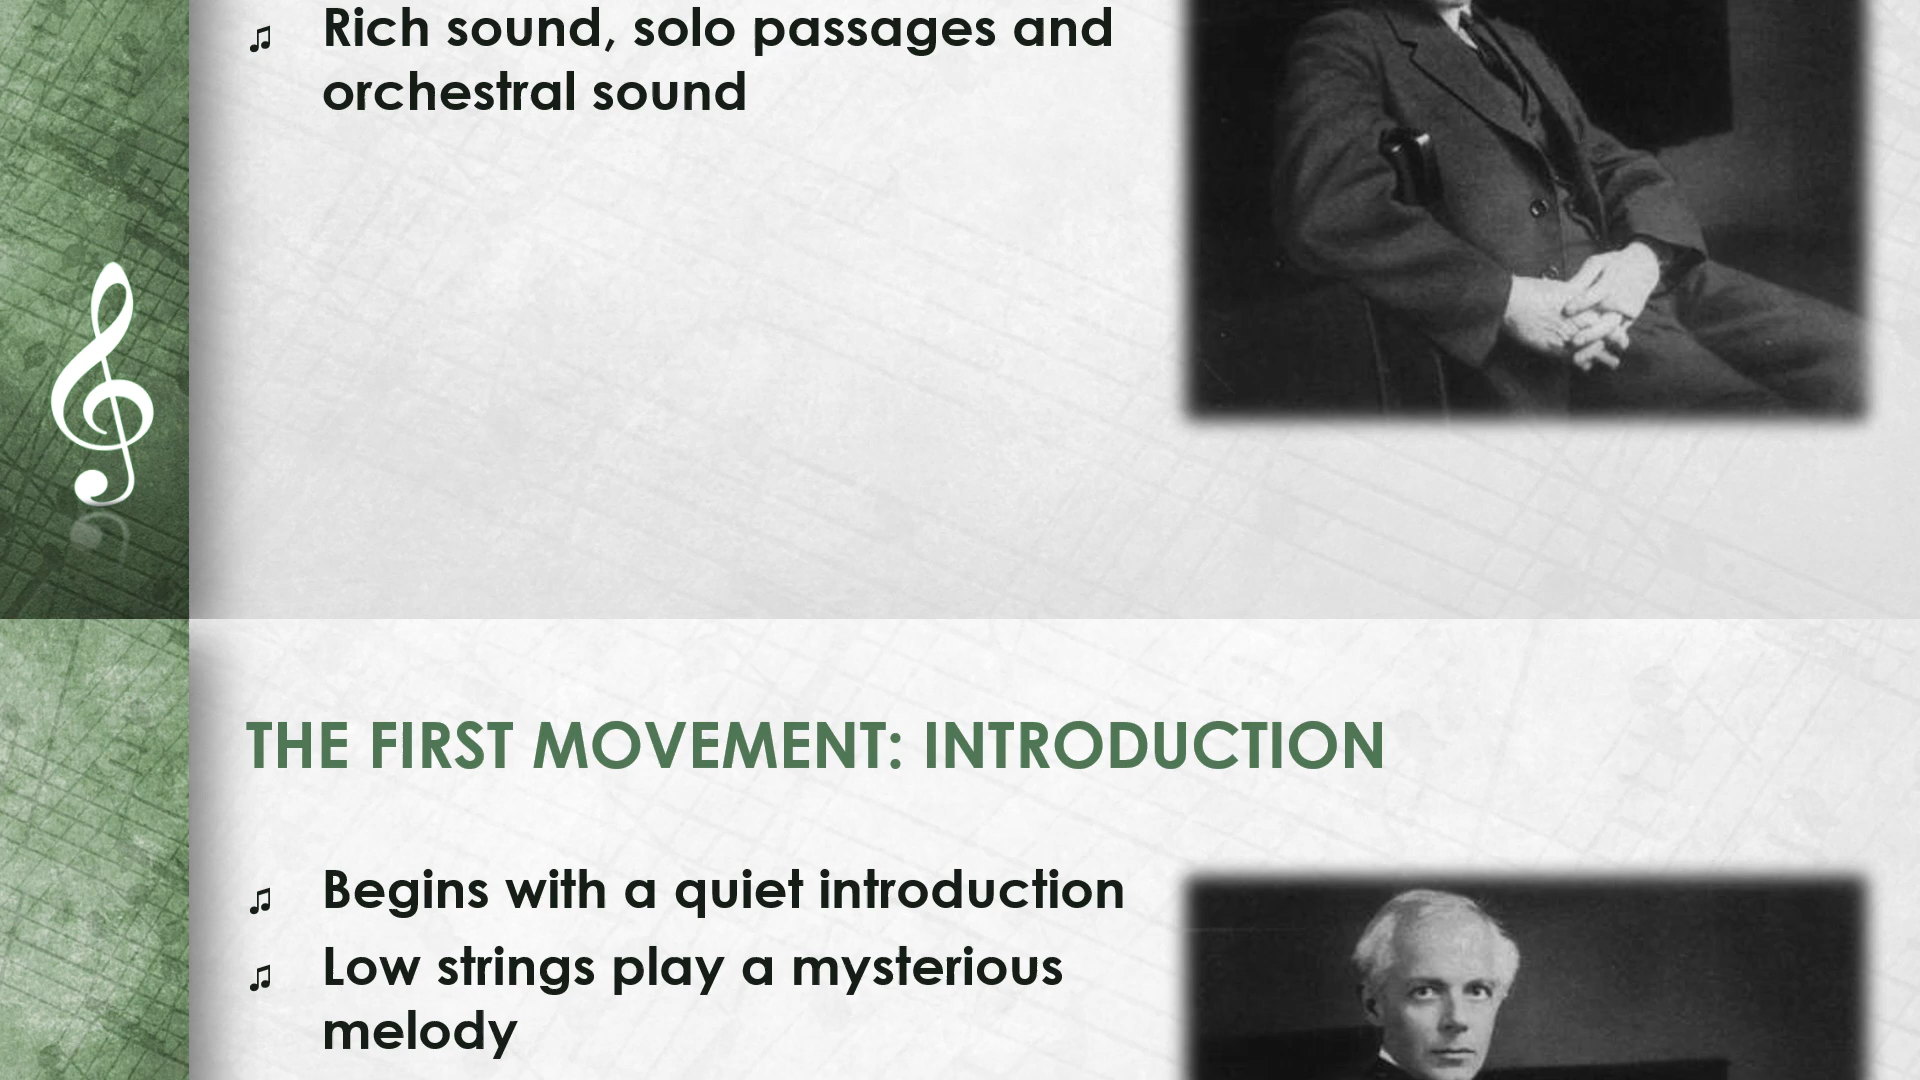 Rich sound, solo passages and
orchestral sound
THE FIRST MOVEMENT: INTRODUCTION
Begins with a quiet introduction
Low strings play a mysterious
melody